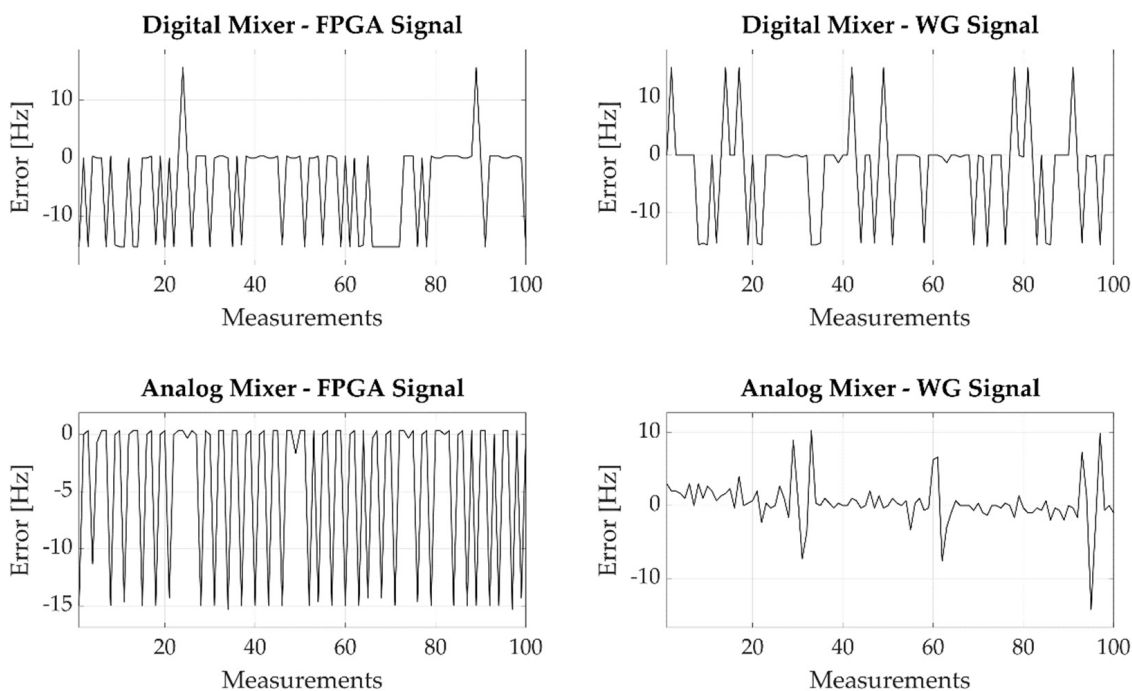 Digital Mixer - FPGA Signal
Error [Hz]
10
0
-10
20 40 60 80 100
Measurements
Digital Mixer - WG Signal
Error [Hz]
10
0
-10
20 40 60 80 100
Measurements
Analog Mixer - FPGA Signal
Error [Hz]
0
-5
-10
-15
20 40 60 80 100
Measurements
Analog Mixer - WG Signal
Error [Hz]
10
0
-10
20 40 60 80 100
Measurements